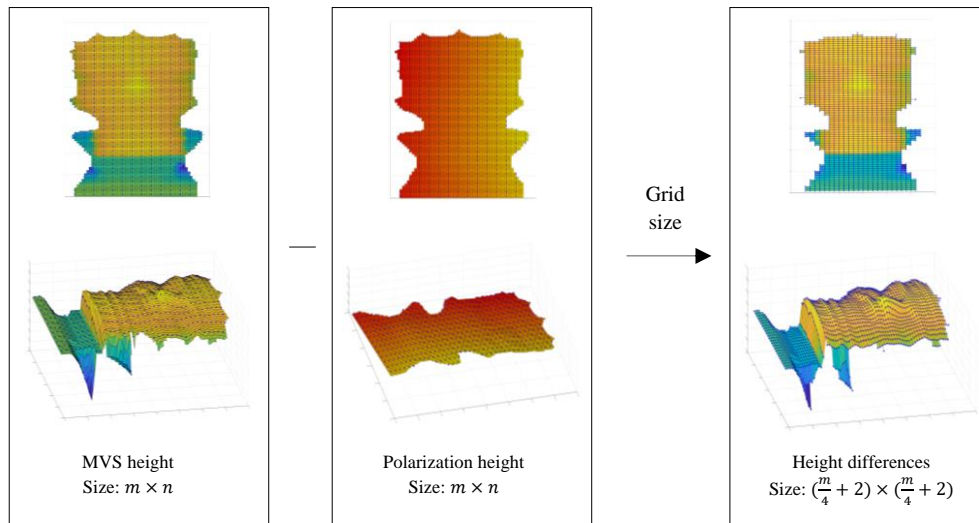 MVS height
Size: m × n
—
Polarization height
Size: m × n
Grid
size
Height differences
Size: (m/4 + 2) × (m/4 + 2)